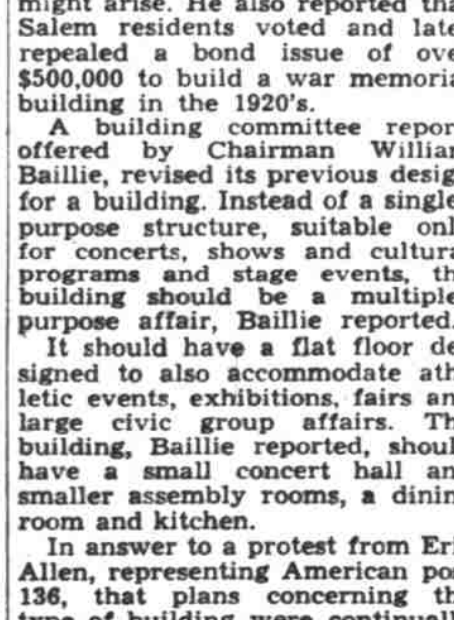 might arise. He also reported tha
Salem residents voted and late
repealed a bond issue of ove
$500,000 to build a war memoria
building in the 1920's.
A building committee repor
offered by Chairman Willian
Baillie, revised its previous desig
for a building. Instead of a single
purpose structure, suitable onl
for concerts, shows and cultura
programs and stage events, th
building should be a multiple
purpose affair, Baillie reported.
It should have a flat floor de
signed to also accommodate ath
letic events, exhibitions, fairs an
large civic group affairs. Th
building, Baillie reported, shoul
have a small concert hall an
smaller assembly rooms, a dinin
room and kitchen.
In answer to a protest from Eri
Allen, representing American pos
136, that plans concerning th
type of building were continuall